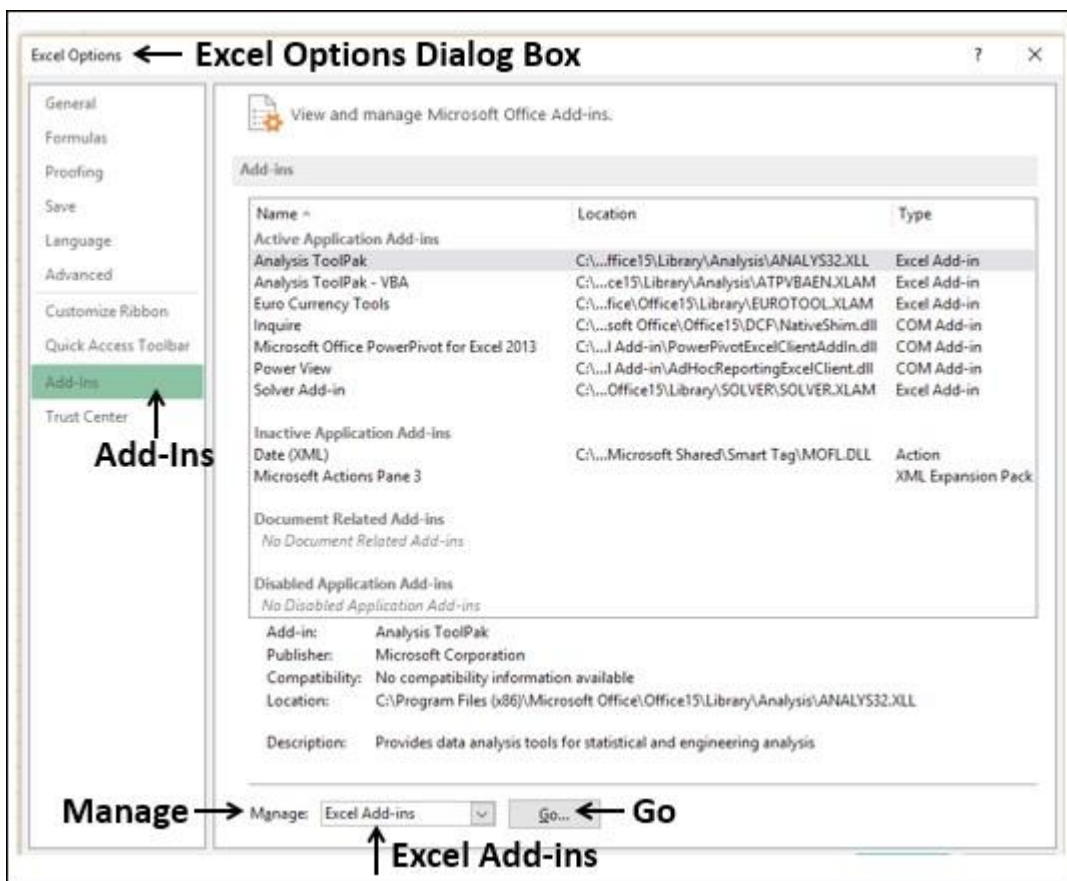 Excel Options ← Excel Options Dialog Box ? ×
General
Formulas
Proofing
Save
Language
Advanced
Customize Ribbon
Quick Access Toolbar
Add-Ins
Trust Center
Add-Ins
View and manage Microsoft Office Add-ins.
Add-ins
Name Location Type
Active Application Add-ins
Analysis ToolPak C:\...ffice15\Library\Analysis\ANALYS32.XLL Excel Add-in
Analysis ToolPak - VBA C:\...ce15\Library\Analysis\ATPVBAEN.XLAM Excel Add-in
Euro Currency Tools C:\...fice\Office15\Library\EUROTOOL.XLAM Excel Add-in
Inquire C:\...soft Office\Office15\DCF\NativeShim.dll COM Add-in
Microsoft Office PowerPivot for Excel 2013 C:\...l Add-in\PowerPivotExcelClientAddIn.dll COM Add-in
Power View C:\...l Add-in\AdHocReportingExcelClient.dll COM Add-in
Solver Add-in C:\...Office15\Library\SOLVER\SOLVER.XLAM Excel Add-in
Inactive Application Add-ins
Date (XML) C:\...Microsoft Shared\Smart Tag\MOFL.DLL Action
Microsoft Actions Pane 3 XML Expansion Pack
Document Related Add-ins
No Document Related Add-ins
Disabled Application Add-ins
No Disabled Application Add-ins
Add-in: Analysis ToolPak
Publisher: Microsoft Corporation
Compatibility: No compatibility information available
Location: C:\Program Files (x86)\Microsoft Office\Office15\Library\Analysis\ANALYS32.XLL
Description: Provides data analysis tools for statistical and engineering analysis
Manage → Manage: Excel Add-ins Go... ← Go
Excel Add-ins